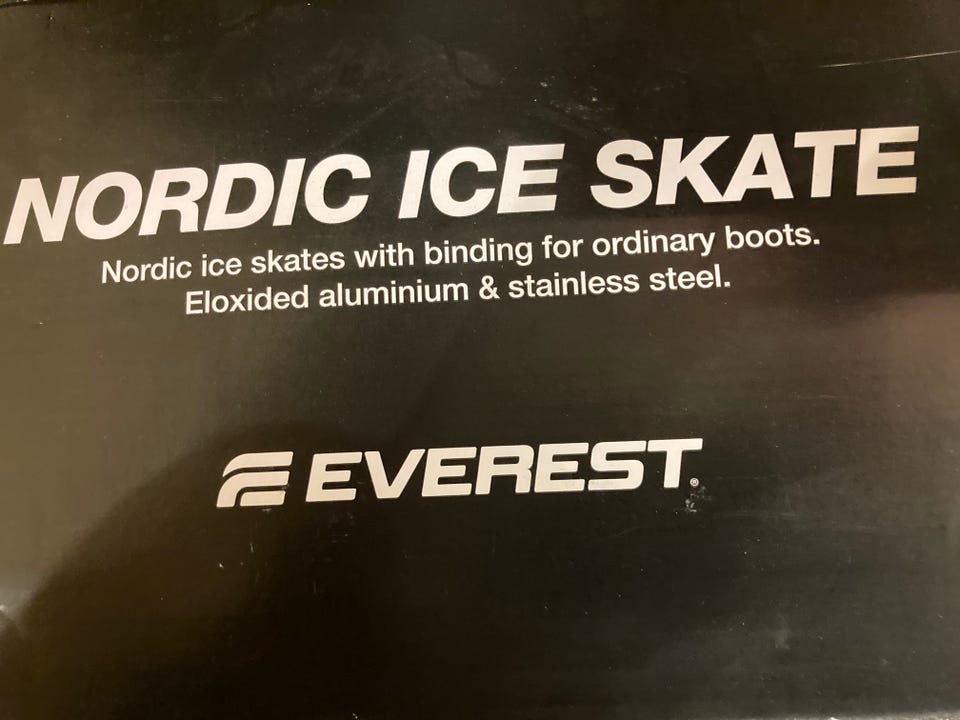 NORDIC ICE SKATE
Nordic ice skates with binding for ordinary boots.
Eloxided aluminium & stainless steel.
EVEREST®